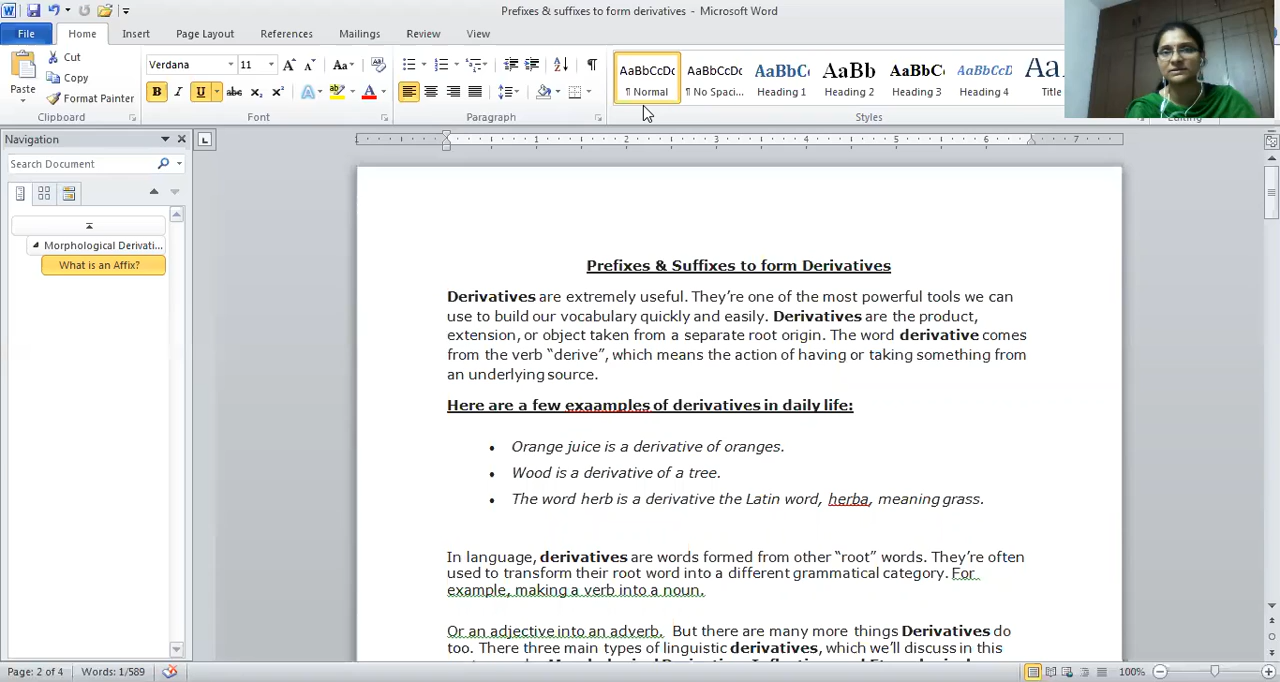 Prefixes & suffixes to form derivatives - Microsoft Word
File Home Insert Page Layout References Mailings Review View
Cut
Copy
Format Painter
Paste
Clipboard
Verdana 11
Font
Paragraph
AaBbCcDc AaBbCcDc AaBbC AaBb AaBbC AaBbCcD Aa
¶ Normal ¶ No Spaci... Heading 1 Heading 2 Heading 3 Heading 4 Title
Styles
Editing
Navigation
Search Document
Morphological Derivati...
What is an Affix?
Prefixes & Suffixes to form Derivatives
Derivatives are extremely useful. They’re one of the most powerful tools we can
use to build our vocabulary quickly and easily. Derivatives are the product,
extension, or object taken from a separate root origin. The word derivative comes
from the verb “derive”, which means the action of having or taking something from
an underlying source.
Here are a few exaamples of derivatives in daily life:
• Orange juice is a derivative of oranges.
• Wood is a derivative of a tree.
• The word herb is a derivative the Latin word, herba, meaning grass.
In language, derivatives are words formed from other “root” words. They’re often
used to transform their root word into a different grammatical category. For
example, making a verb into a noun.
Or an adjective into an adverb. But there are many more things Derivatives do
too. There three main types of linguistic derivatives, which we’ll discuss in this
Page: 2 of 4 Words: 1/589 100%